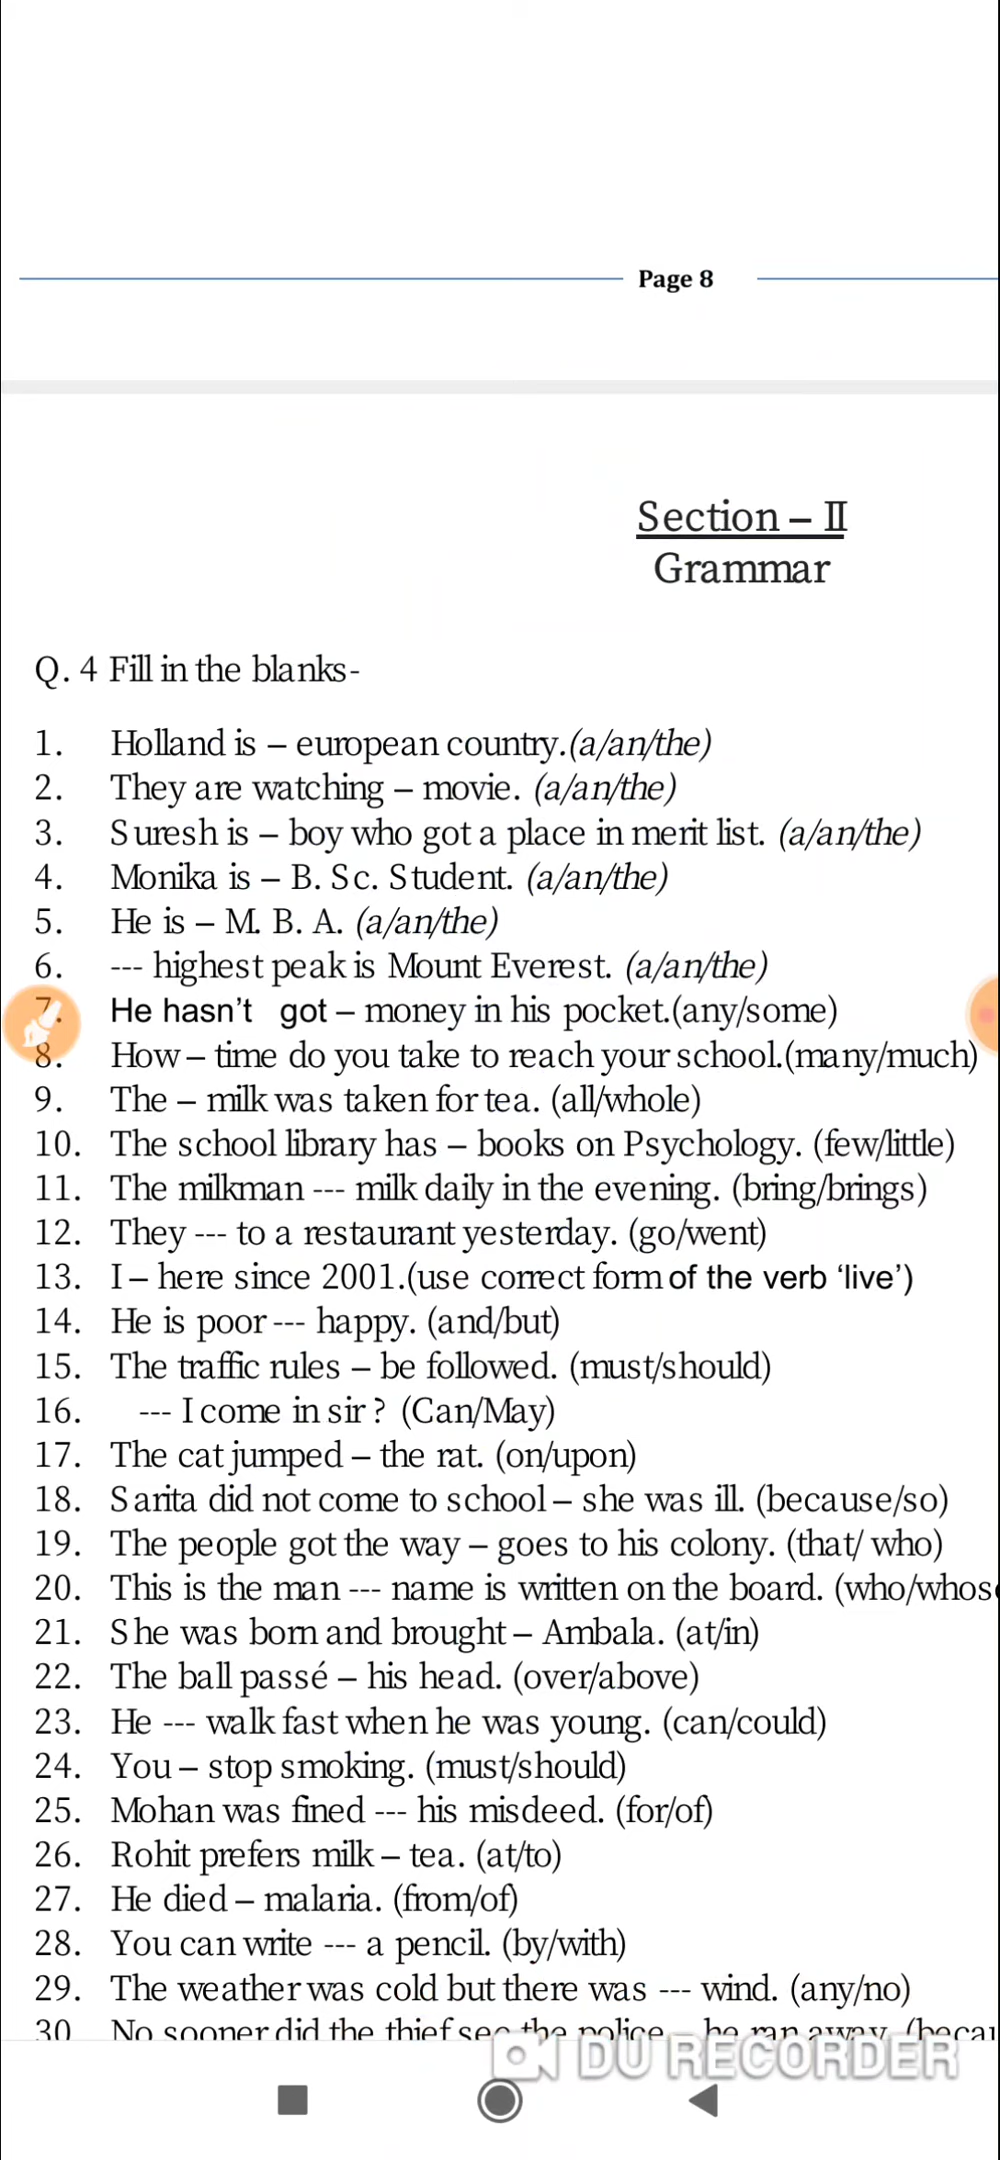 Page 8
Section – II
Grammar
Q. 4 Fill in the blanks-
1. Holland is – european country.(a/an/the)
2. They are watching – movie. (a/an/the)
3. Suresh is – boy who got a place in merit list. (a/an/the)
4. Monika is – B. Sc. Student. (a/an/the)
5. He is – M. B. A. (a/an/the)
6. --- highest peak is Mount Everest. (a/an/the)
7. He hasn't got – money in his pocket.(any/some)
8. How – time do you take to reach your school.(many/much)
9. The – milk was taken for tea. (all/whole)
10. The school library has – books on Psychology. (few/little)
11. The milkman --- milk daily in the evening. (bring/brings)
12. They --- to a restaurant yesterday. (go/went)
13. I – here since 2001.(use correct form of the verb ‘live’)
14. He is poor --- happy. (and/but)
15. The traffic rules – be followed. (must/should)
16. --- I come in sir ? (Can/May)
17. The cat jumped – the rat. (on/upon)
18. Sarita did not come to school – she was ill. (because/so)
19. The people got the way – goes to his colony. (that/ who)
20. This is the man --- name is written on the board. (who/whos
21. She was born and brought – Ambala. (at/in)
22. The ball passé – his head. (over/above)
23. He --- walk fast when he was young. (can/could)
24. You – stop smoking. (must/should)
25. Mohan was fined --- his misdeed. (for/of)
26. Rohit prefers milk – tea. (at/to)
27. He died – malaria. (from/of)
28. You can write --- a pencil. (by/with)
29. The weather was cold but there was --- wind. (any/no)
30 No sooner did the thief see the police he ran away. (becau
DU RECORDER